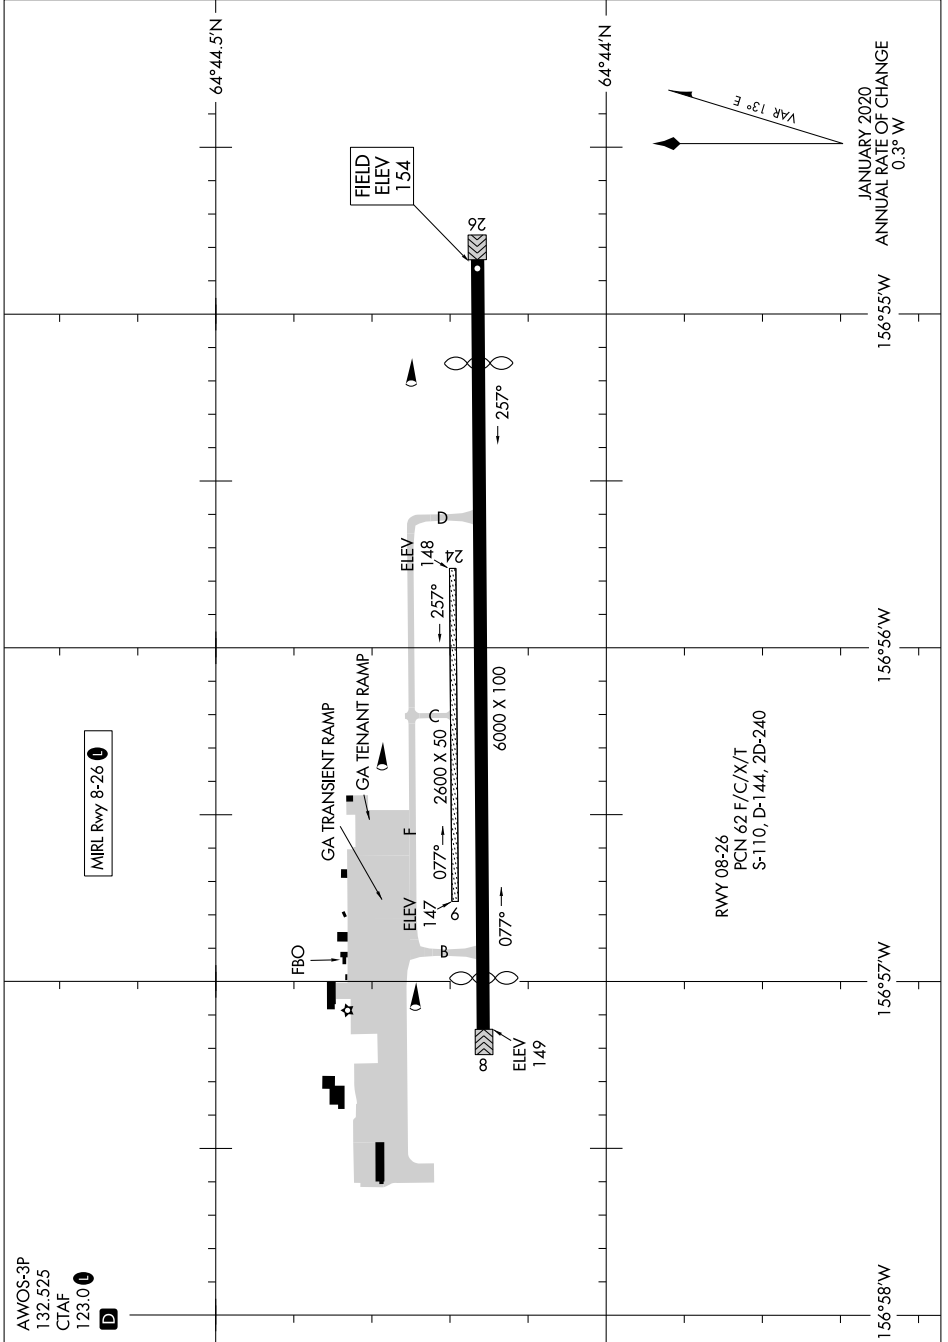 AWOS-3P
132.525
CTAF
123.0 L
D
MIRL Rwy 8-26 L
64°44.5'N
64°44'N
FIELD
ELEV
154
FBO
GA TRANSIENT RAMP
GA TENANT RAMP
ELEV
147
6
077°
2600 X 50
257°
ELEV
148
24
B
C
D
F
8
ELEV
149
077°
6000 X 100
257°
26
RWY 08-26
PCN 62 F/C/X/T
S-110, D-144, 2D-240
VAR 13° E
JANUARY 2020
ANNUAL RATE OF CHANGE
0.3° W
156°58'W
156°57'W
156°56'W
156°55'W